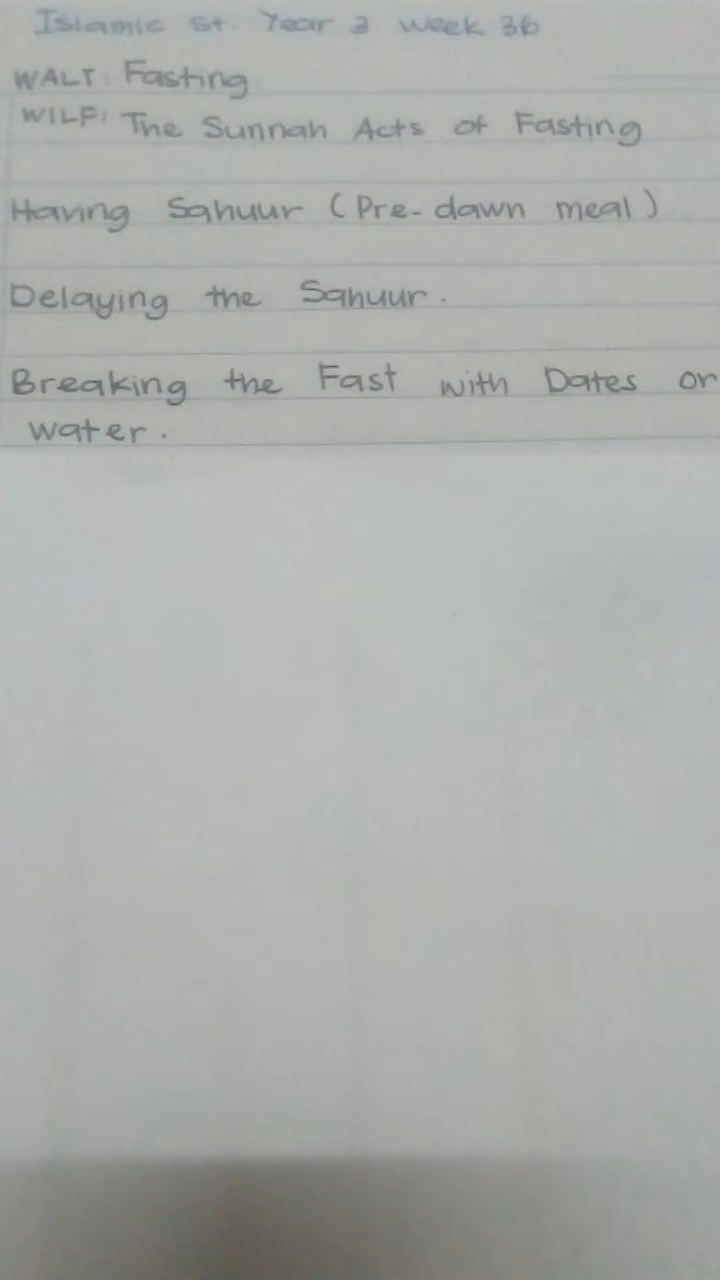 Islamic St Year 3 Week 36
WALT: Fasting
WILF: The Sunnah Acts of Fasting
Having Sahuur (Pre-dawn meal)
Delaying the Sahuur.
Breaking the Fast with Dates or
water.